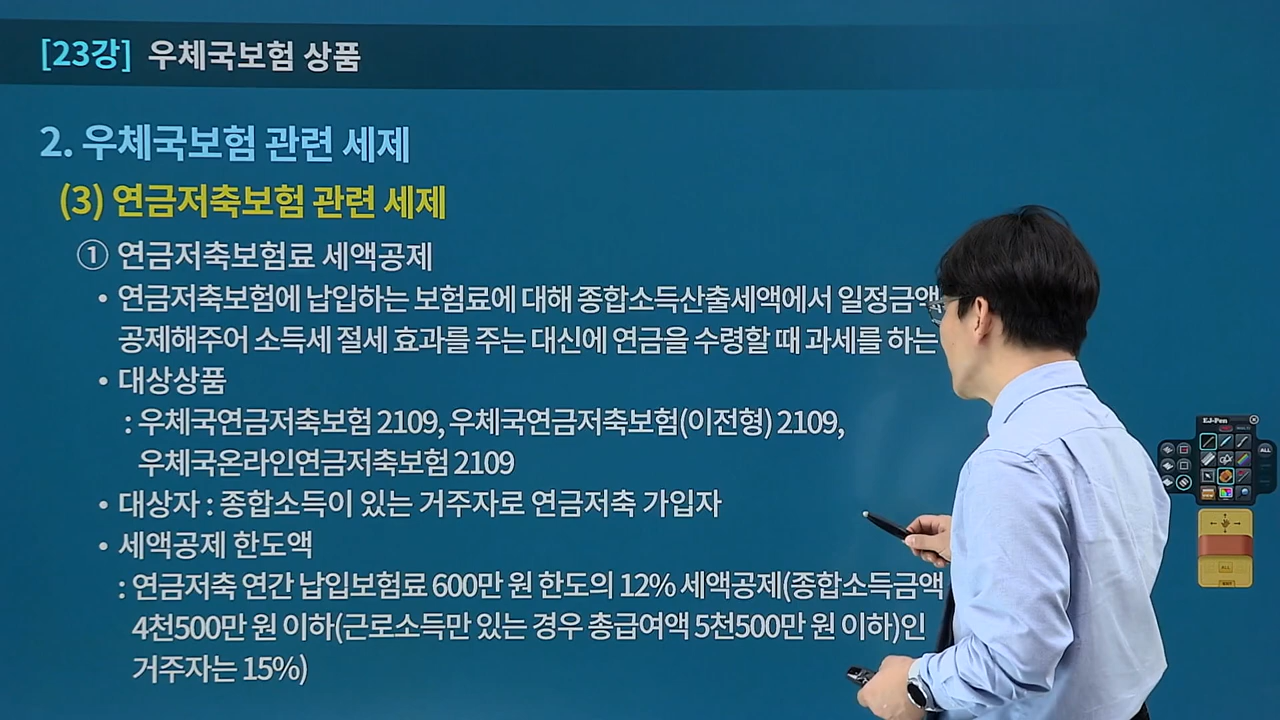 [23강] 우체국보험 상품
2. 우체국보험 관련 세제
(3) 연금저축보험 관련 세제
① 연금저축보험료 세액공제
• 연금저축보험에 납입하는 보험료에 대해 종합소득산출세액에서 일정금액
공제해주어 소득세 절세 효과를 주는 대신에 연금을 수령할 때 과세를 하는
• 대상상품
: 우체국연금저축보험 2109, 우체국연금저축보험(이전형) 2109,
우체국온라인연금저축보험 2109
• 대상자 : 종합소득이 있는 거주자로 연금저축 가입자
• 세액공제 한도액
: 연금저축 연간 납입보험료 600만 원 한도의 12% 세액공제(종합소득금액
4천500만 원 이하(근로소득만 있는 경우 총급여액 5천500만 원 이하)인
거주자는 15%)
EJ-Pen
ALL
ALL